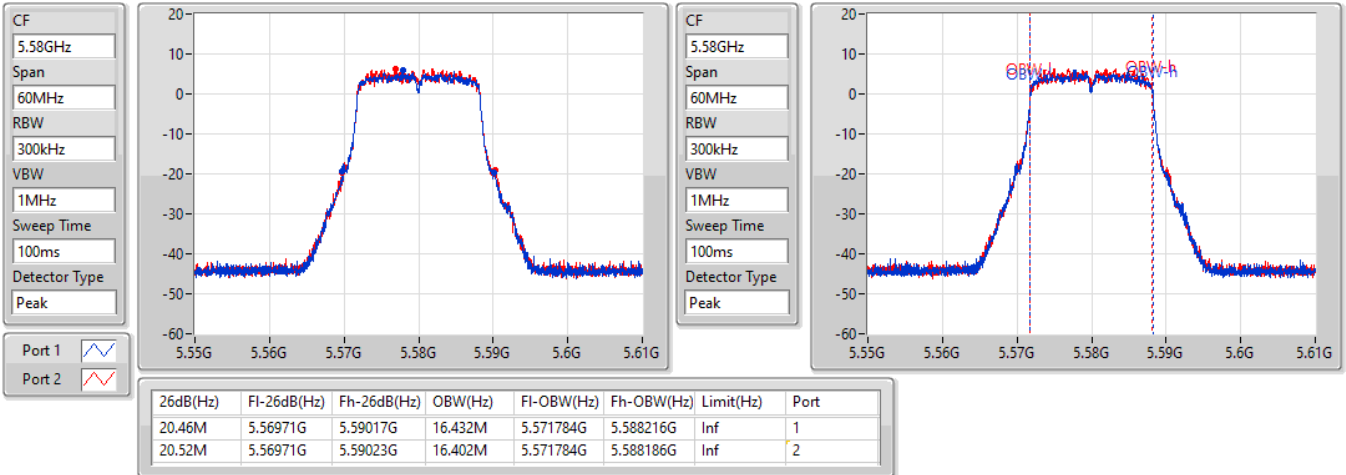 CF
5.58GHz
Span
60MHz
RBW
300kHz
VBW
1MHz
Sweep Time
100ms
Detector Type
Peak
Port 1
Port 2
20
10
0
-10
-20
-30
-40
-50
-60
5.55G 5.56G 5.57G 5.58G 5.59G 5.6G 5.61G
CF
5.58GHz
Span
60MHz
RBW
300kHz
VBW
1MHz
Sweep Time
100ms
Detector Type
Peak
20
10
0
-10
-20
-30
-40
-50
-60
OBW-l OBW-h
OBW-l OBW-h
5.55G 5.56G 5.57G 5.58G 5.59G 5.6G 5.61G
26dB(Hz) Fl-26dB(Hz) Fh-26dB(Hz) OBW(Hz) Fl-OBW(Hz) Fh-OBW(Hz) Limit(Hz) Port
20.46M 5.56971G 5.59017G 16.432M 5.571784G 5.588216G Inf 1
20.52M 5.56971G 5.59023G 16.402M 5.571784G 5.588186G Inf 2